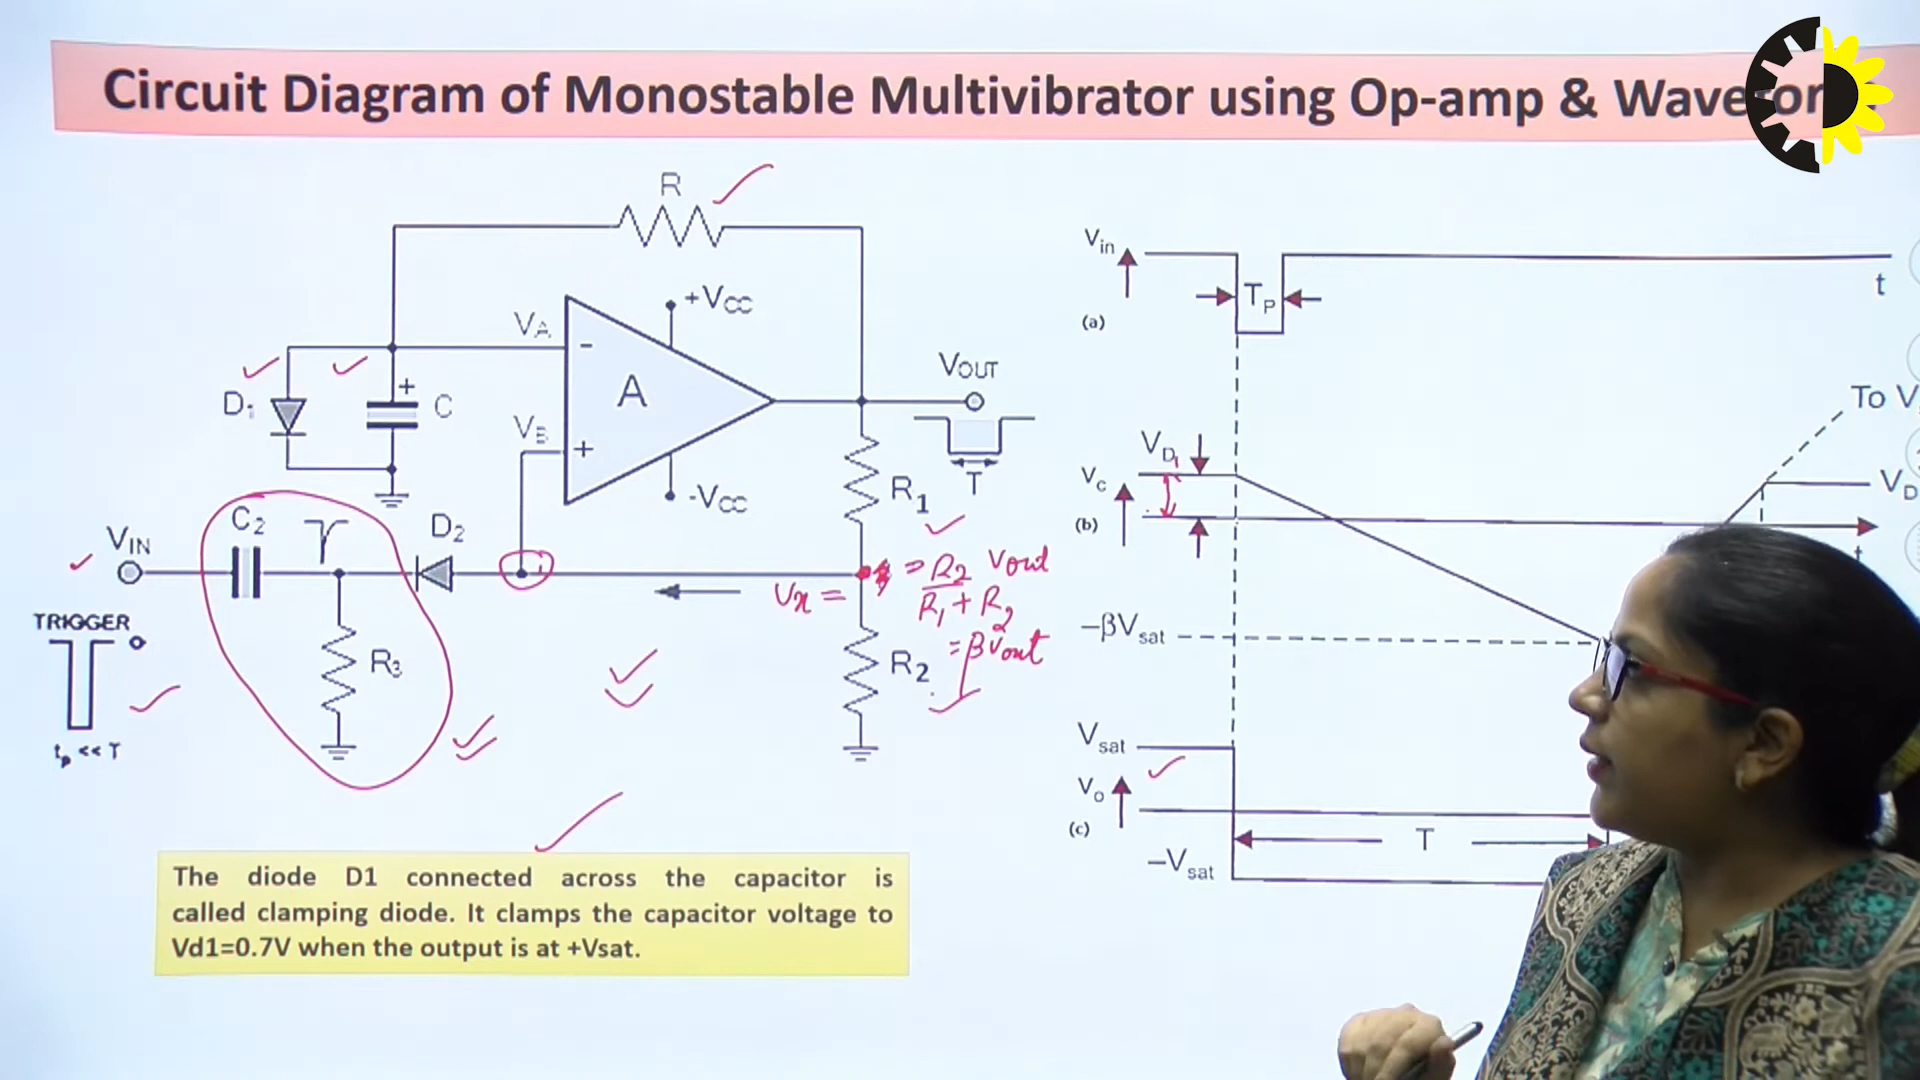 Circuit Diagram of Monostable Multivibrator using Op-amp &
R
+VCC
VA
-
D1
+
C
A
VOUT
VB
+
-VCC
R1
T
VIN
C2
D2
Vx =
= R2 Vout
R1 + R2
= βVout
TRIGGER
R3
R2
tp << T
The diode D1 connected across the capacitor is
called clamping diode. It clamps the capacitor voltage to
Vd1=0.7V when the output is at +Vsat.
Vin
TP
t
(a)
To V
VD1
Vc
VD
(b)
t
−βVsat
Vsat
Vo
(c)
T
−Vsat